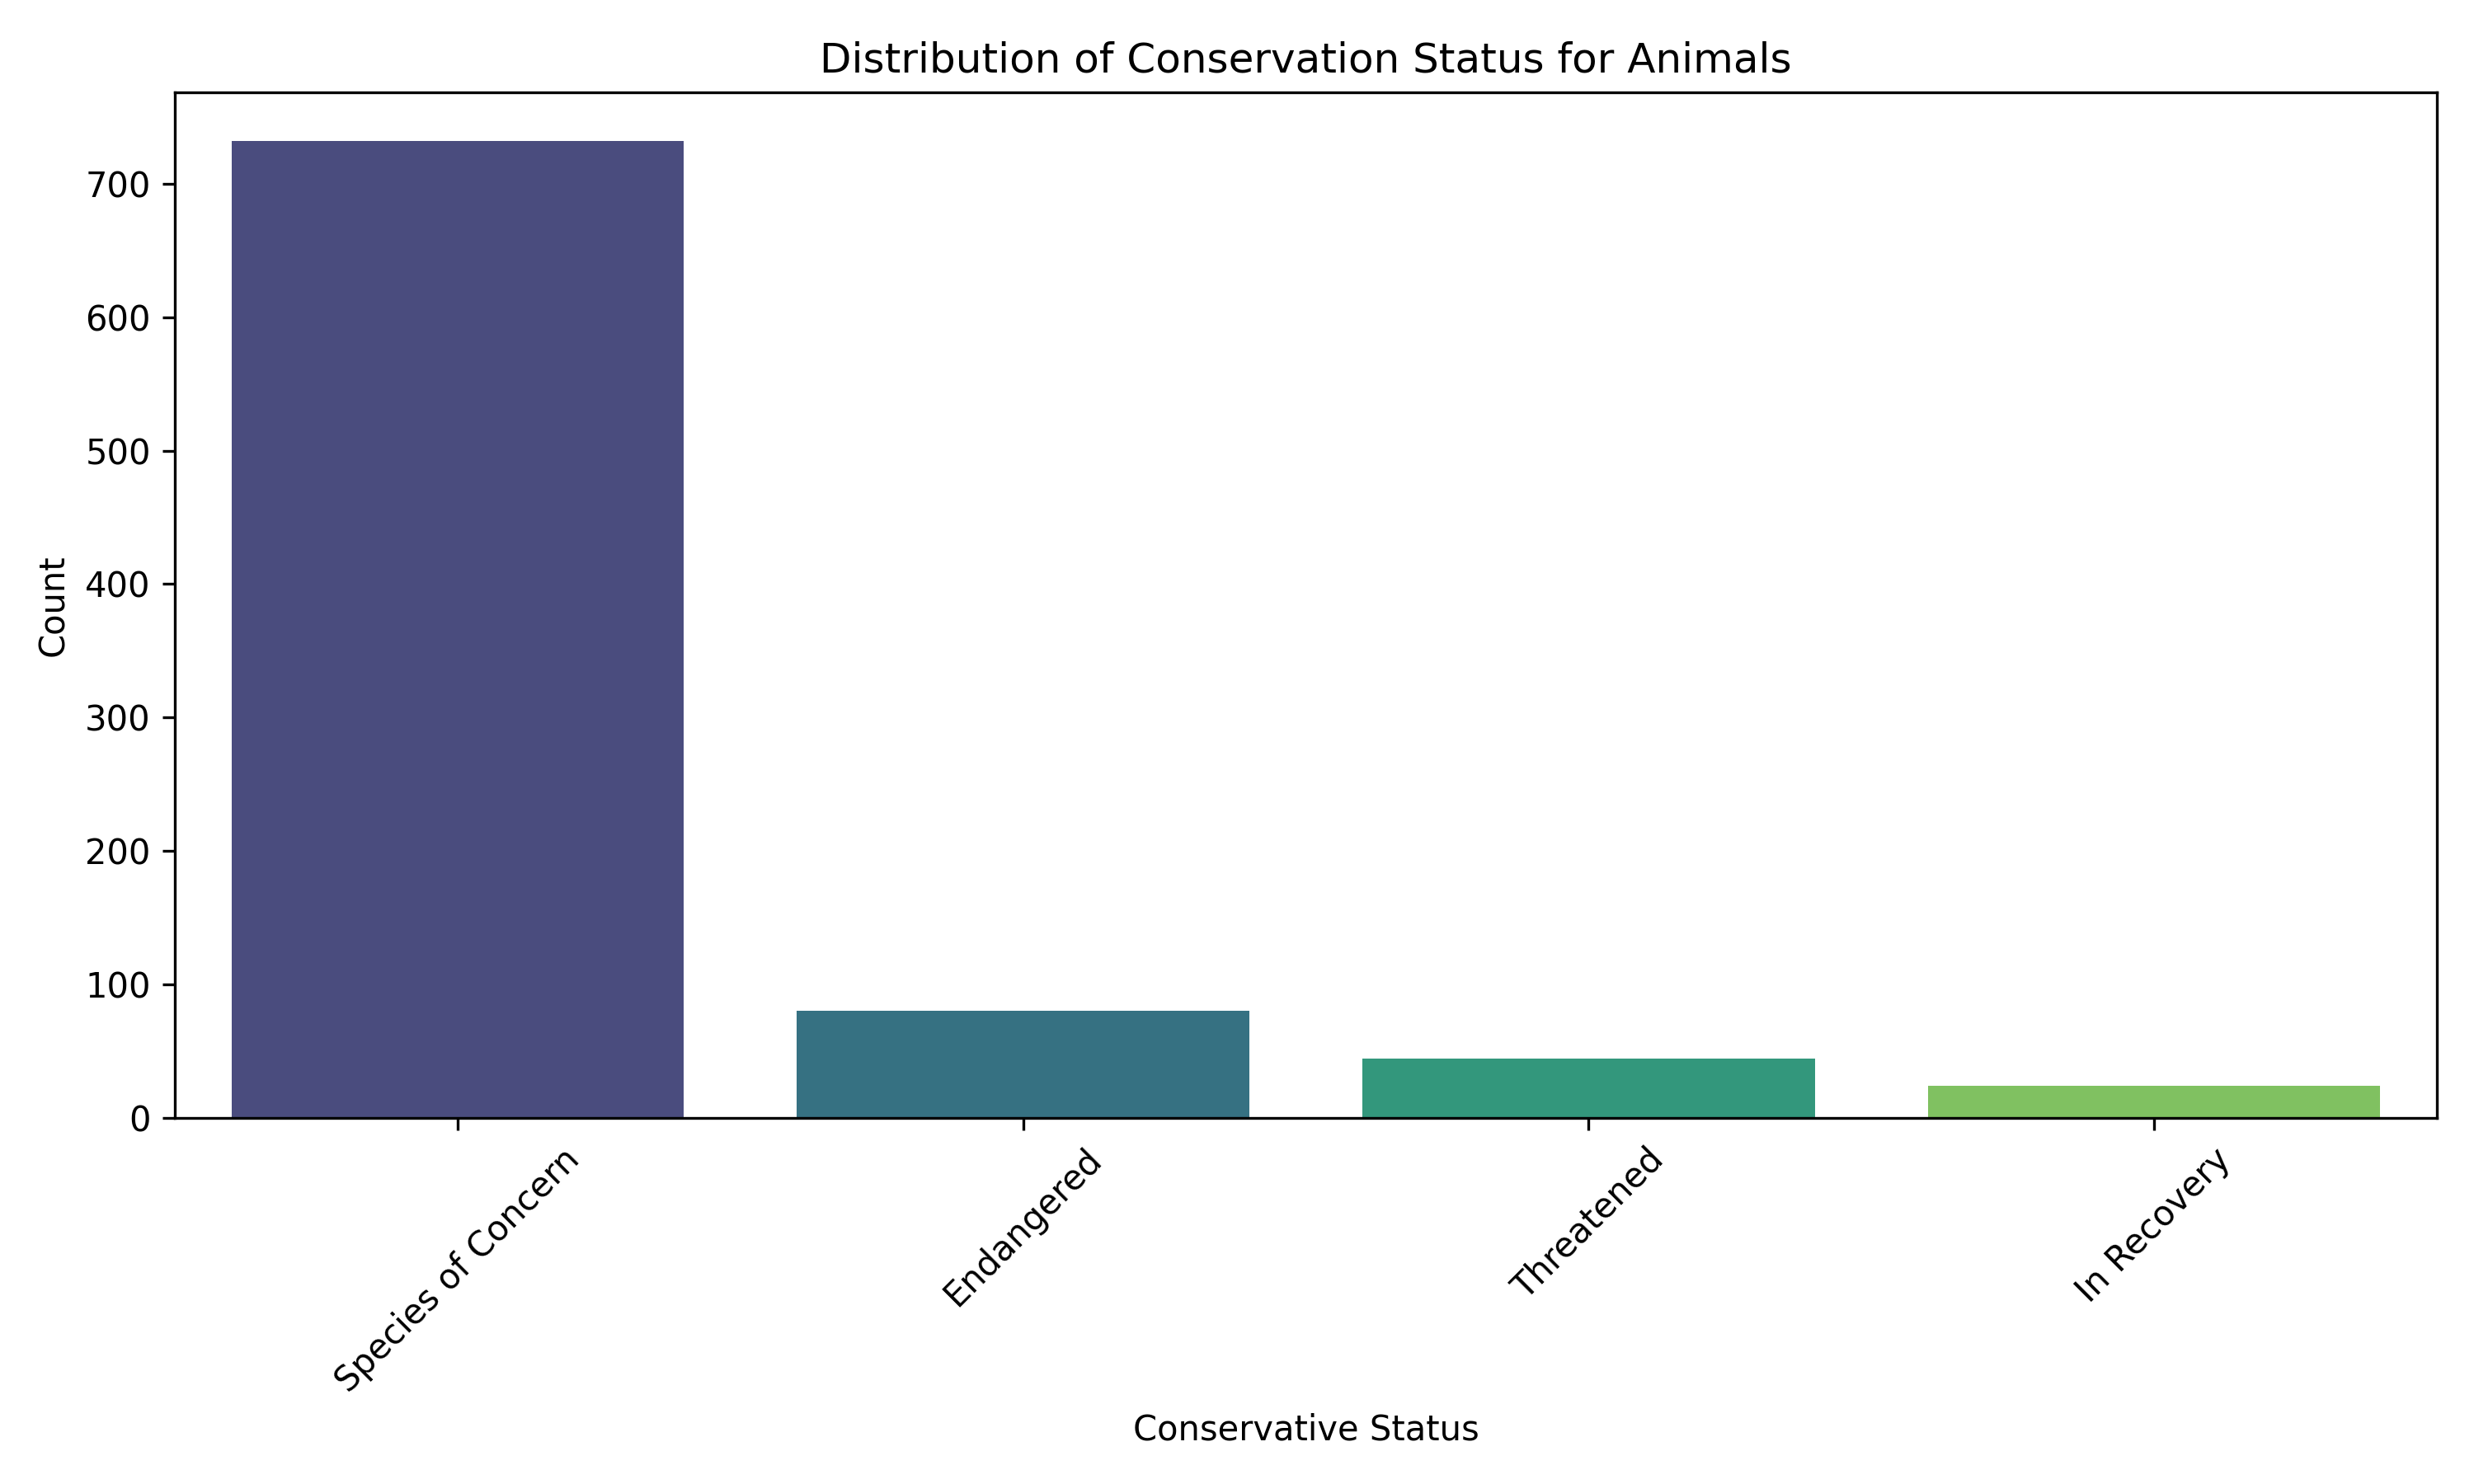 Distribution of Conservation Status for Animals
Count
700
600
500
400
300
200
100
0
Species of Concern
Endangered
Threatened
In Recovery
Conservative Status